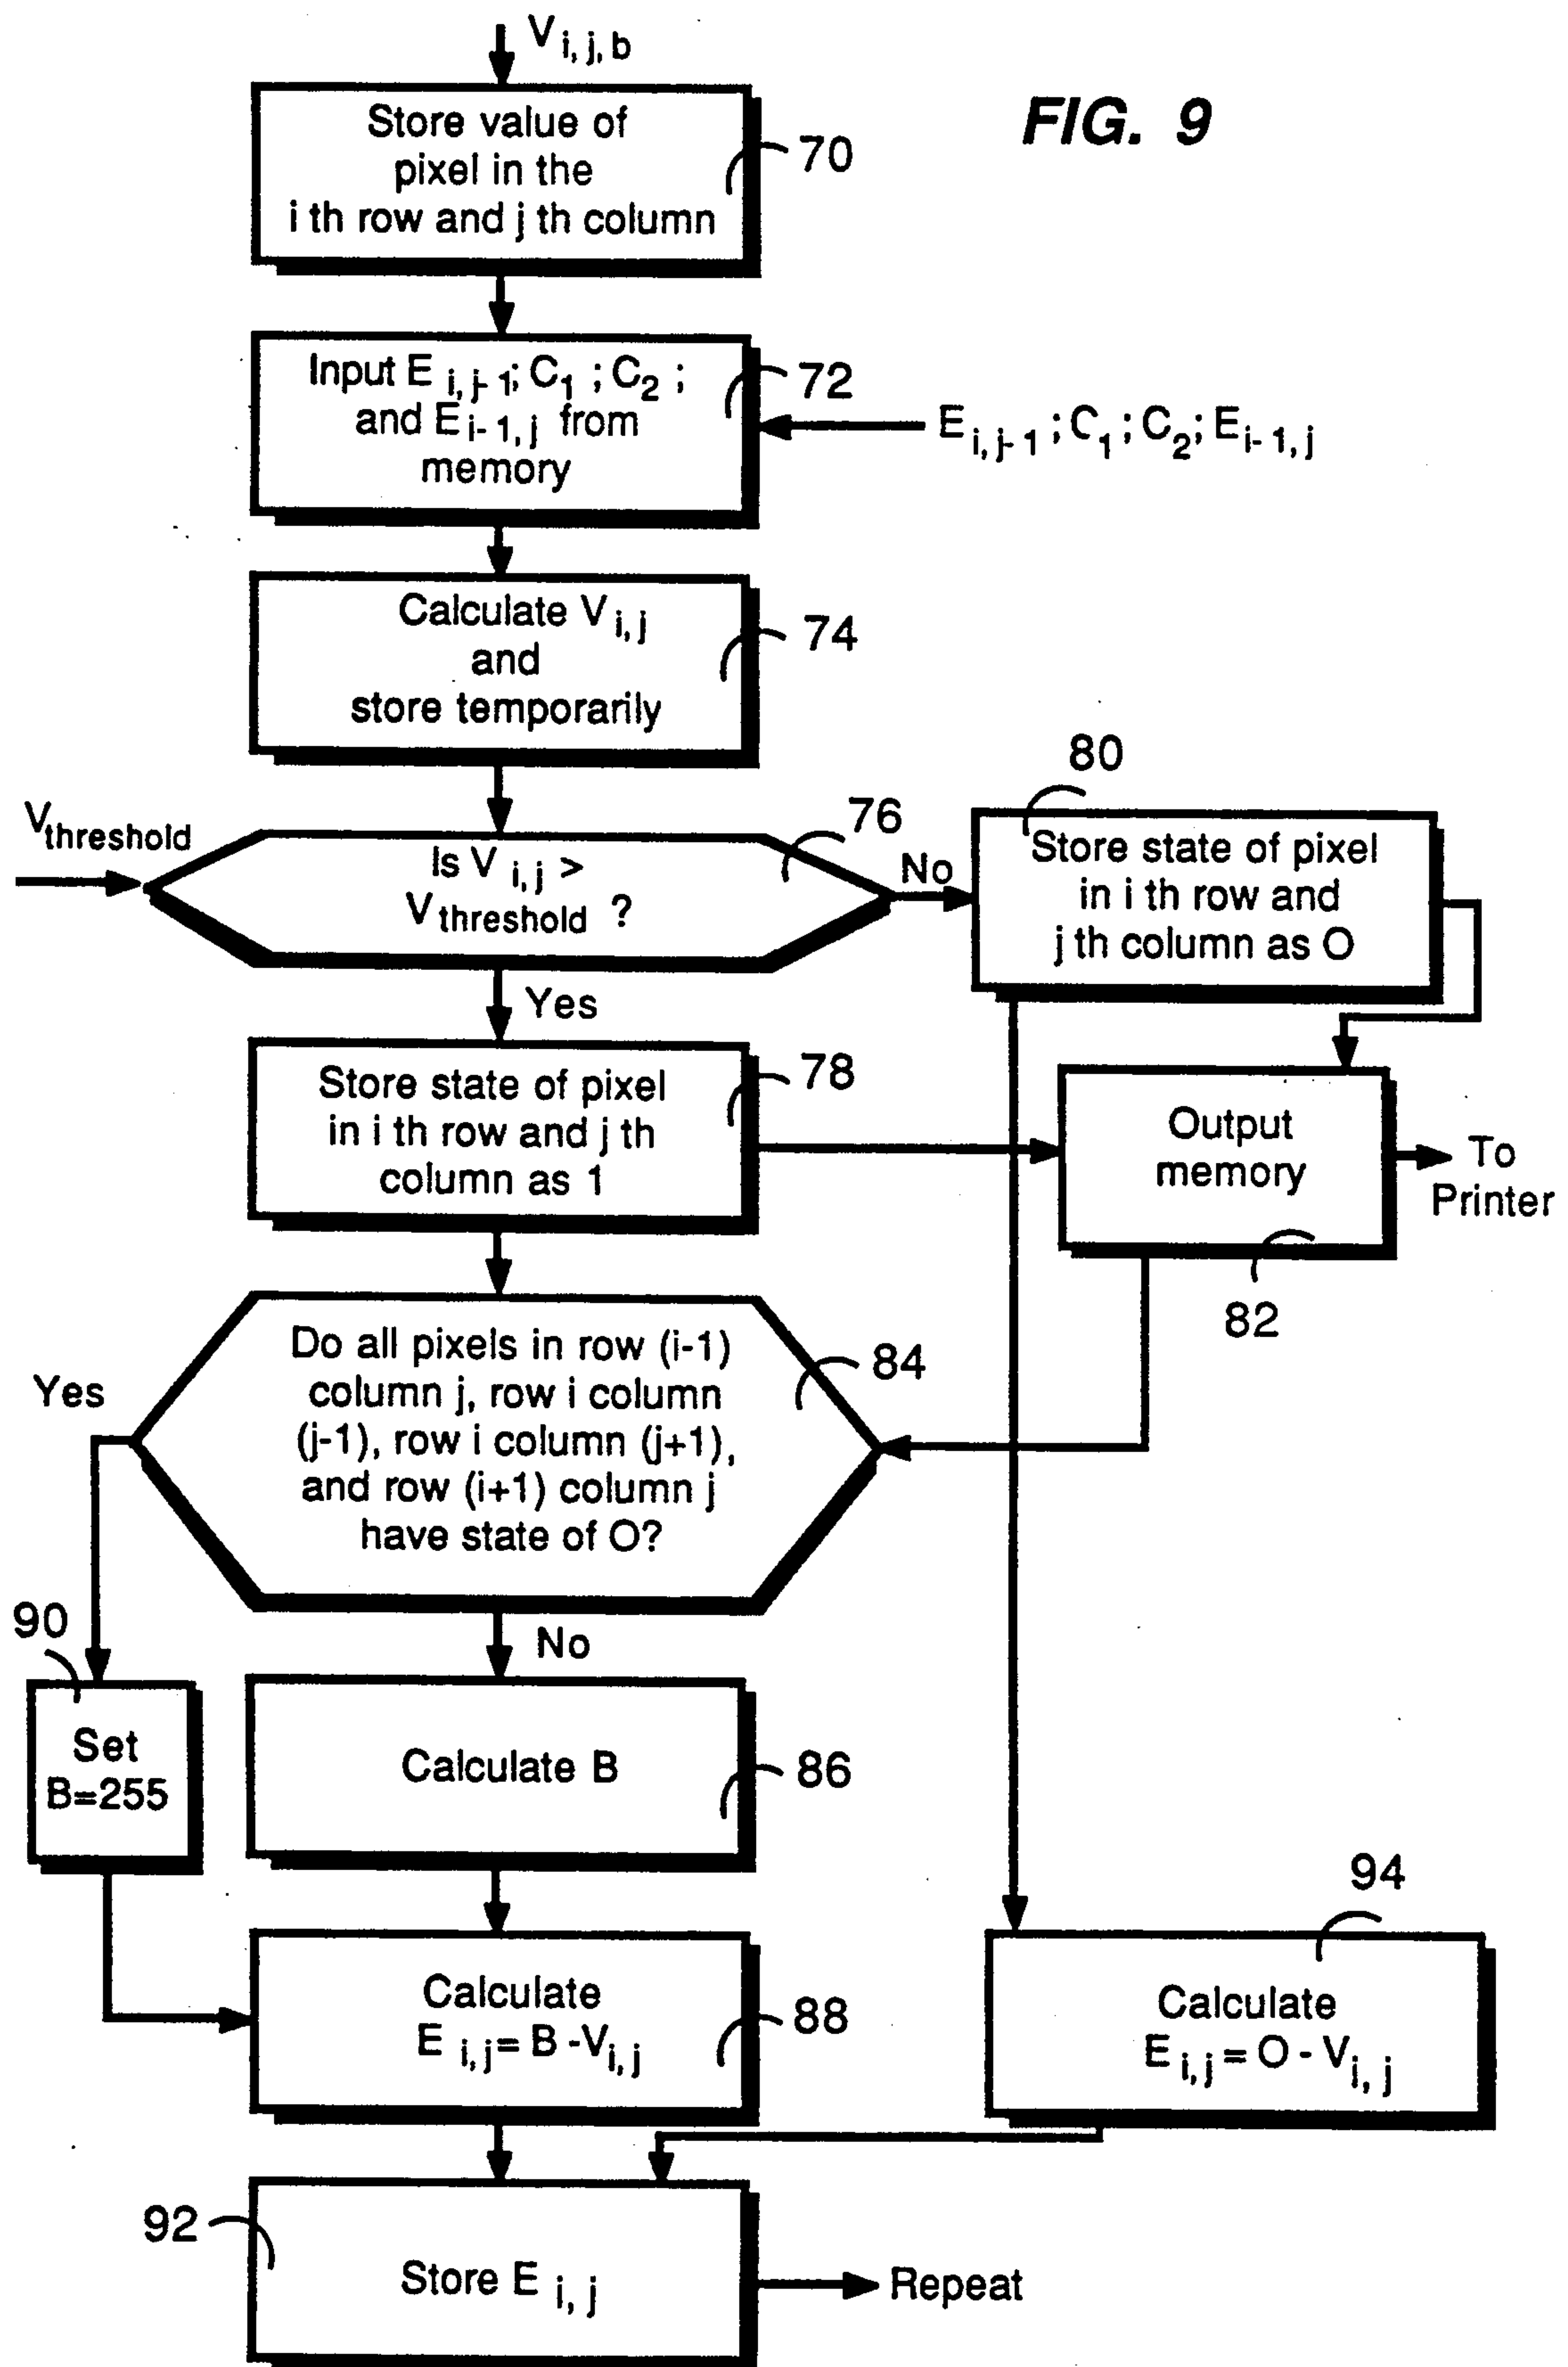 V i, j, b
FIG. 9
Store value of
pixel in the
i th row and j th column
70
Input E i, j-1; C1 ; C2 ;
and E i-1, j from
memory
72
E i, j-1 ; C1 ; C2; E i-1, j
Calculate V i, j
and
store temporarily
74
V threshold
Is V i, j >
V threshold ?
76
No
80
Store state of pixel
in i th row and
j th column as O
Yes
Store state of pixel
in i th row and j th
column as 1
78
Output
memory
To
Printer
82
Do all pixels in row (i-1)
column j, row i column
(j-1), row i column (j+1),
and row (i+1) column j
have state of O?
84
Yes
No
90
Set
B=255
Calculate B
86
94
Calculate
E i, j = B - V i, j
88
Calculate
E i, j = O - V i, j
92
Store E i, j
Repeat